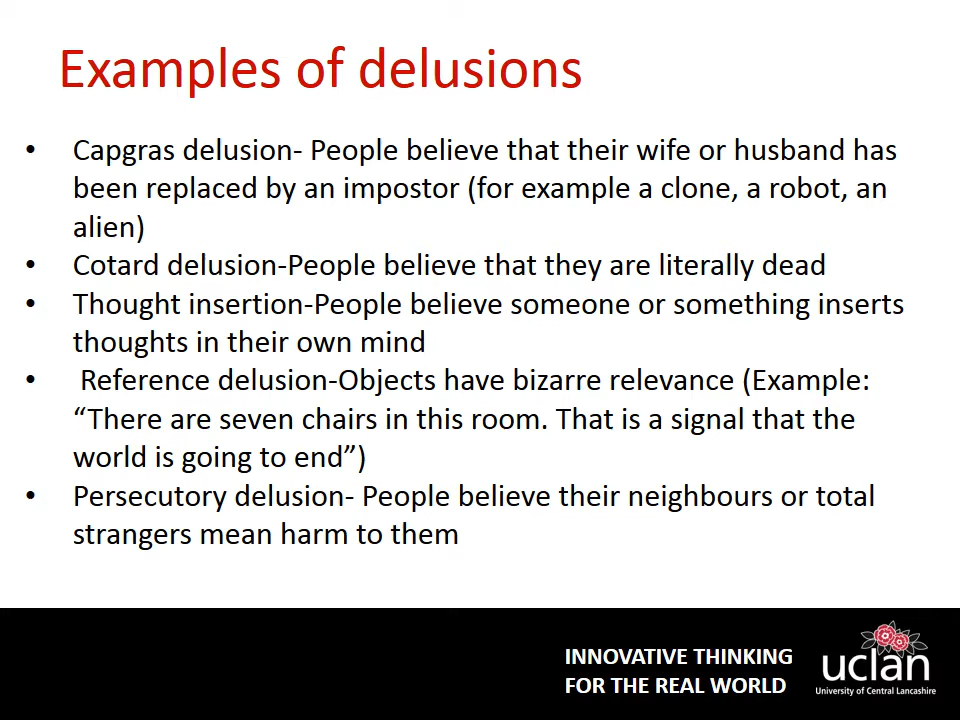 Examples of delusions
• Capgras delusion- People believe that their wife or husband has
been replaced by an impostor (for example a clone, a robot, an
alien)
• Cotard delusion-People believe that they are literally dead
• Thought insertion-People believe someone or something inserts
thoughts in their own mind
• Reference delusion-Objects have bizarre relevance (Example:
“There are seven chairs in this room. That is a signal that the
world is going to end”)
• Persecutory delusion- People believe their neighbours or total
strangers mean harm to them
INNOVATIVE THINKING
FOR THE REAL WORLD
uclan
University of Central Lancashire